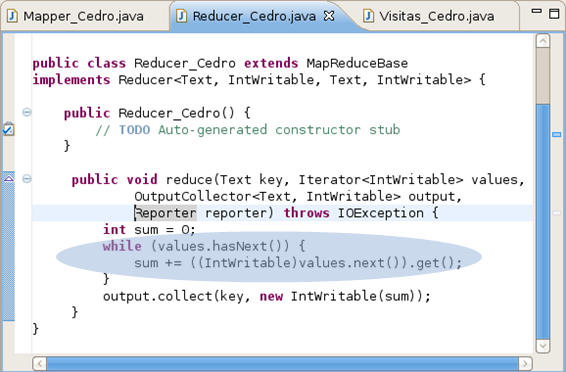 Mapper_Cedro.java
Reducer_Cedro.java
Visitas_Cedro.java
public class Reducer_Cedro extends MapReduceBase
implements Reducer<Text, IntWritable, Text, IntWritable> {
public Reducer_Cedro() {
// TODO Auto-generated constructor stub
}
public void reduce(Text key, Iterator<IntWritable> values,
OutputCollector<Text, IntWritable> output,
Reporter reporter) throws IOException {
int sum = 0;
while (values.hasNext()) {
sum += ((IntWritable)values.next()).get();
}
output.collect(key, new IntWritable(sum));
}
}